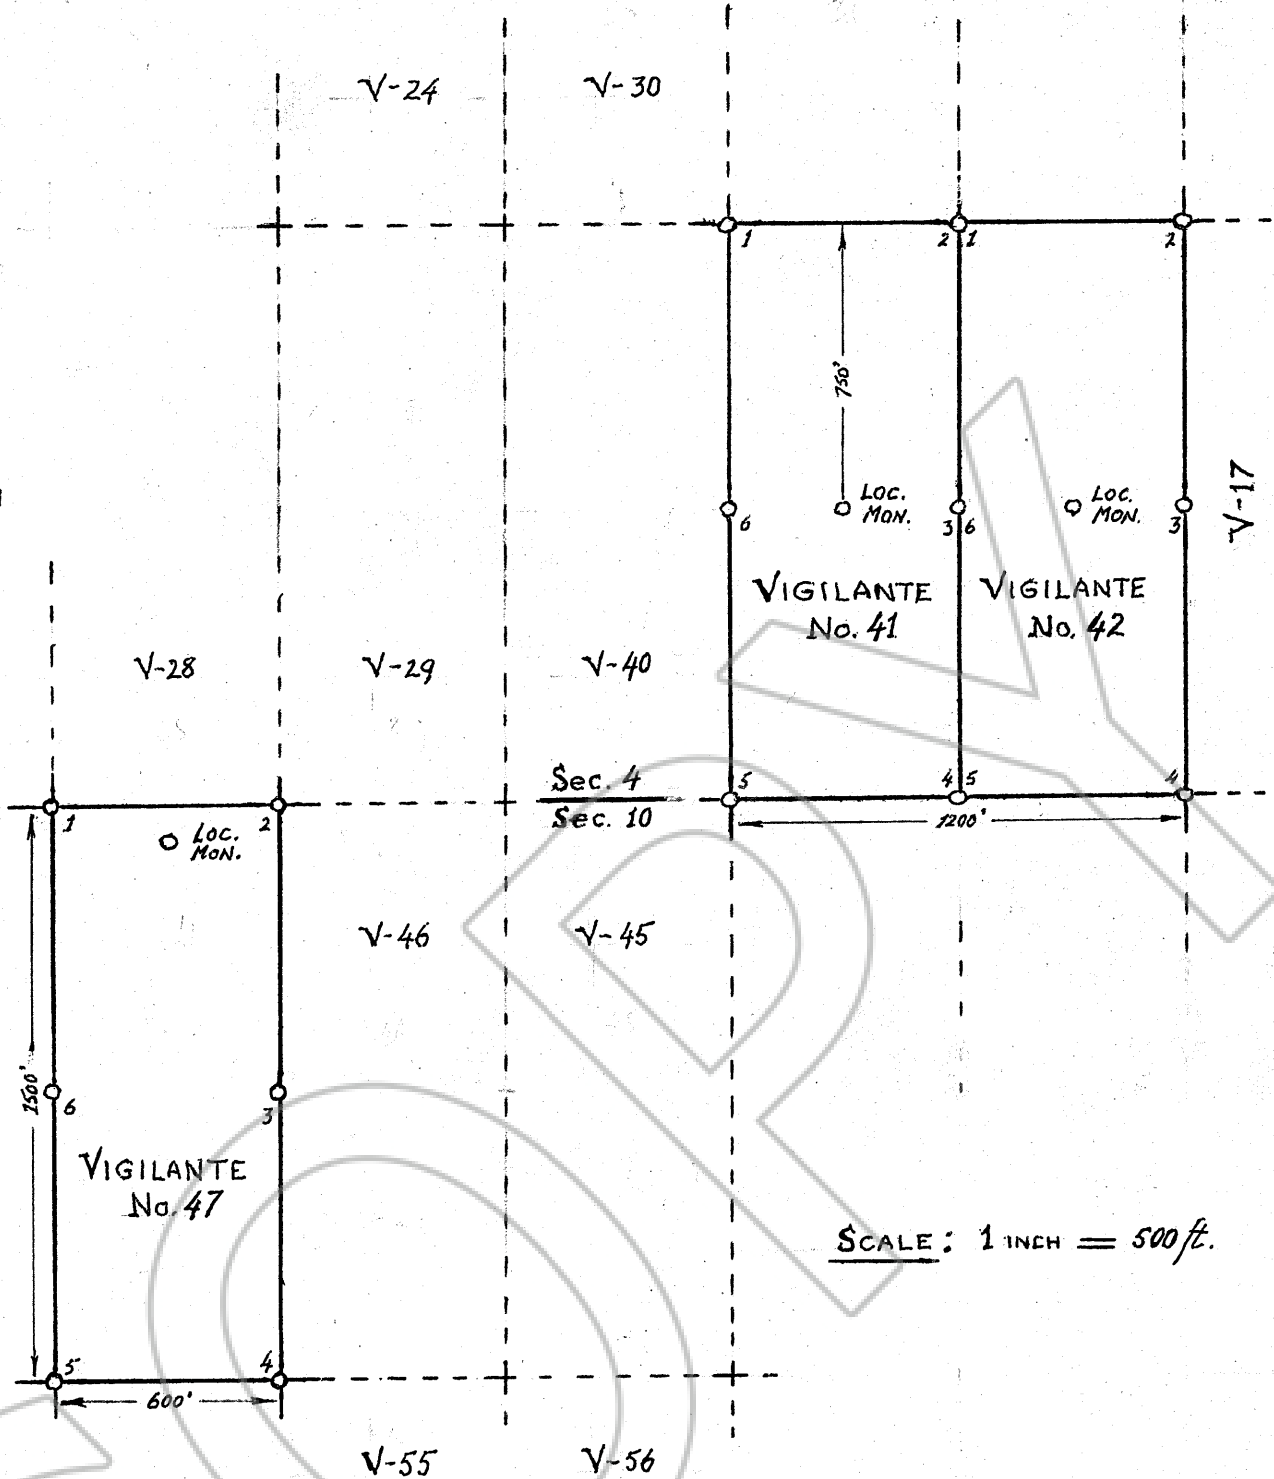 V-24
V-30
1
2
1
2
750'
LOC.
MON.
LOC.
MON.
6
3
6
3
V-17
VIGILANTE
No. 41
VIGILANTE
No. 42
V-28
V-29
V-40
Sec. 4
Sec. 10
5
4
5
4
1200'
1
2
LOC.
MON.
V-46
V-45
1500'
6
3
VIGILANTE
No. 47
SCALE: 1 INCH = 500 ft.
5
4
600'
V-55
V-56
COPY